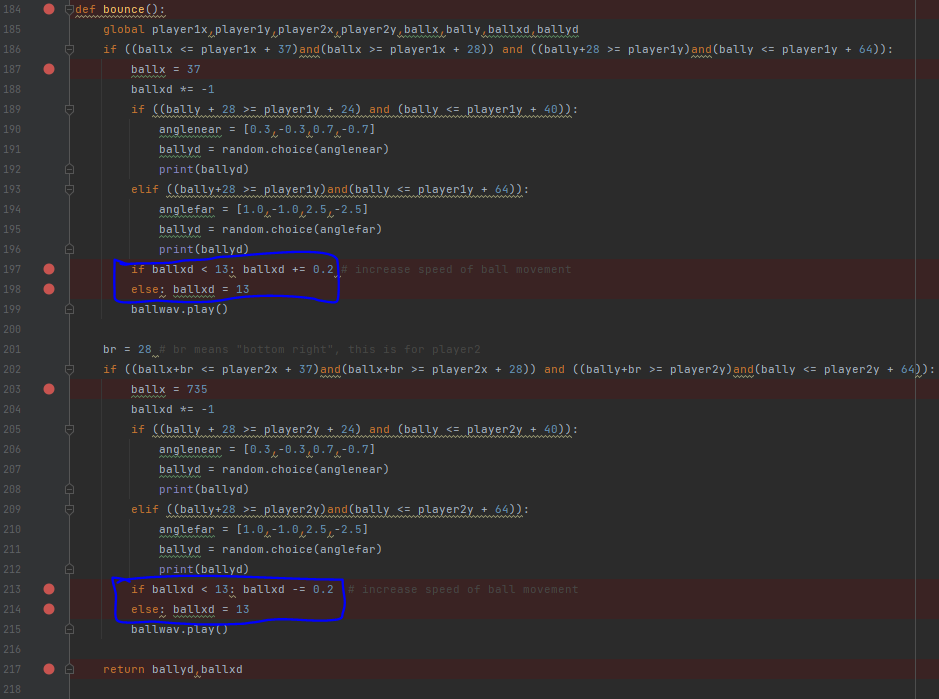 184 def bounce():
185 global player1x,player1y,player2x,player2y,ballx,bally,ballxd,ballyd
186 if ((ballx <= player1x + 37)and(ballx >= player1x + 28)) and ((bally+28 >= player1y)and(bally <= player1y + 64)):
187 ballx = 37
188 ballxd *= -1
189 if ((bally + 28 >= player1y + 24) and (bally <= player1y + 40)):
190 anglenear = [0.3,-0.3,0.7,-0.7]
191 ballyd = random.choice(anglenear)
192 print(ballyd)
193 elif ((bally+28 >= player1y)and(bally <= player1y + 64)):
194 anglefar = [1.0,-1.0,2.5,-2.5]
195 ballyd = random.choice(anglefar)
196 print(ballyd)
197 if ballxd < 13: ballxd += 0.2 # increase speed of ball movement
198 else: ballxd = 13
199 ballwav.play()
200
201 br = 28 # br means "bottom right", this is for player2
202 if ((ballx+br <= player2x + 37)and(ballx+br >= player2x + 28)) and ((bally+br >= player2y)and(bally <= player2y + 64)):
203 ballx = 735
204 ballxd *= -1
205 if ((bally + 28 >= player2y + 24) and (bally <= player2y + 40)):
206 anglenear = [0.3,-0.3,0.7,-0.7]
207 ballyd = random.choice(anglenear)
208 print(ballyd)
209 elif ((bally+28 >= player2y)and(bally <= player2y + 64)):
210 anglefar = [1.0,-1.0,2.5,-2.5]
211 ballyd = random.choice(anglefar)
212 print(ballyd)
213 if ballxd < 13: ballxd -= 0.2 # increase speed of ball movement
214 else: ballxd = 13
215 ballwav.play()
216
217 return ballyd,ballxd
218